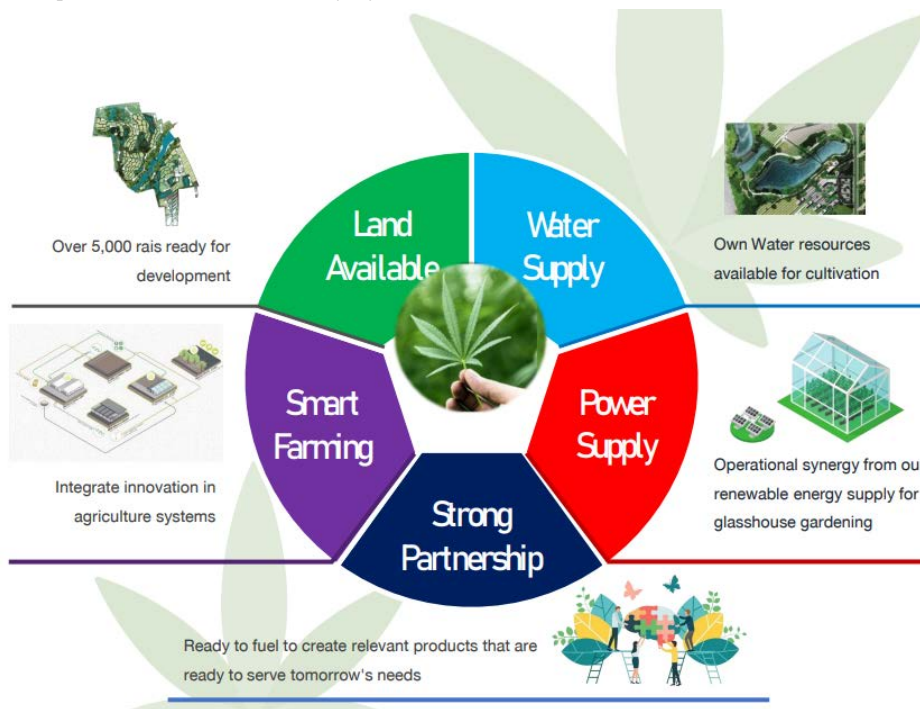 Land
Available
Water
Supply
Over 5,000 rais ready for
development
Own Water resources
available for cultivation
Smart
Farming
Power
Supply
Integrate innovation in
agriculture systems
Operational synergy from ou
renewable energy supply for
glasshouse gardening
Strong
Partnership
Ready to fuel to create relevant products that are
ready to serve tomorrow's needs